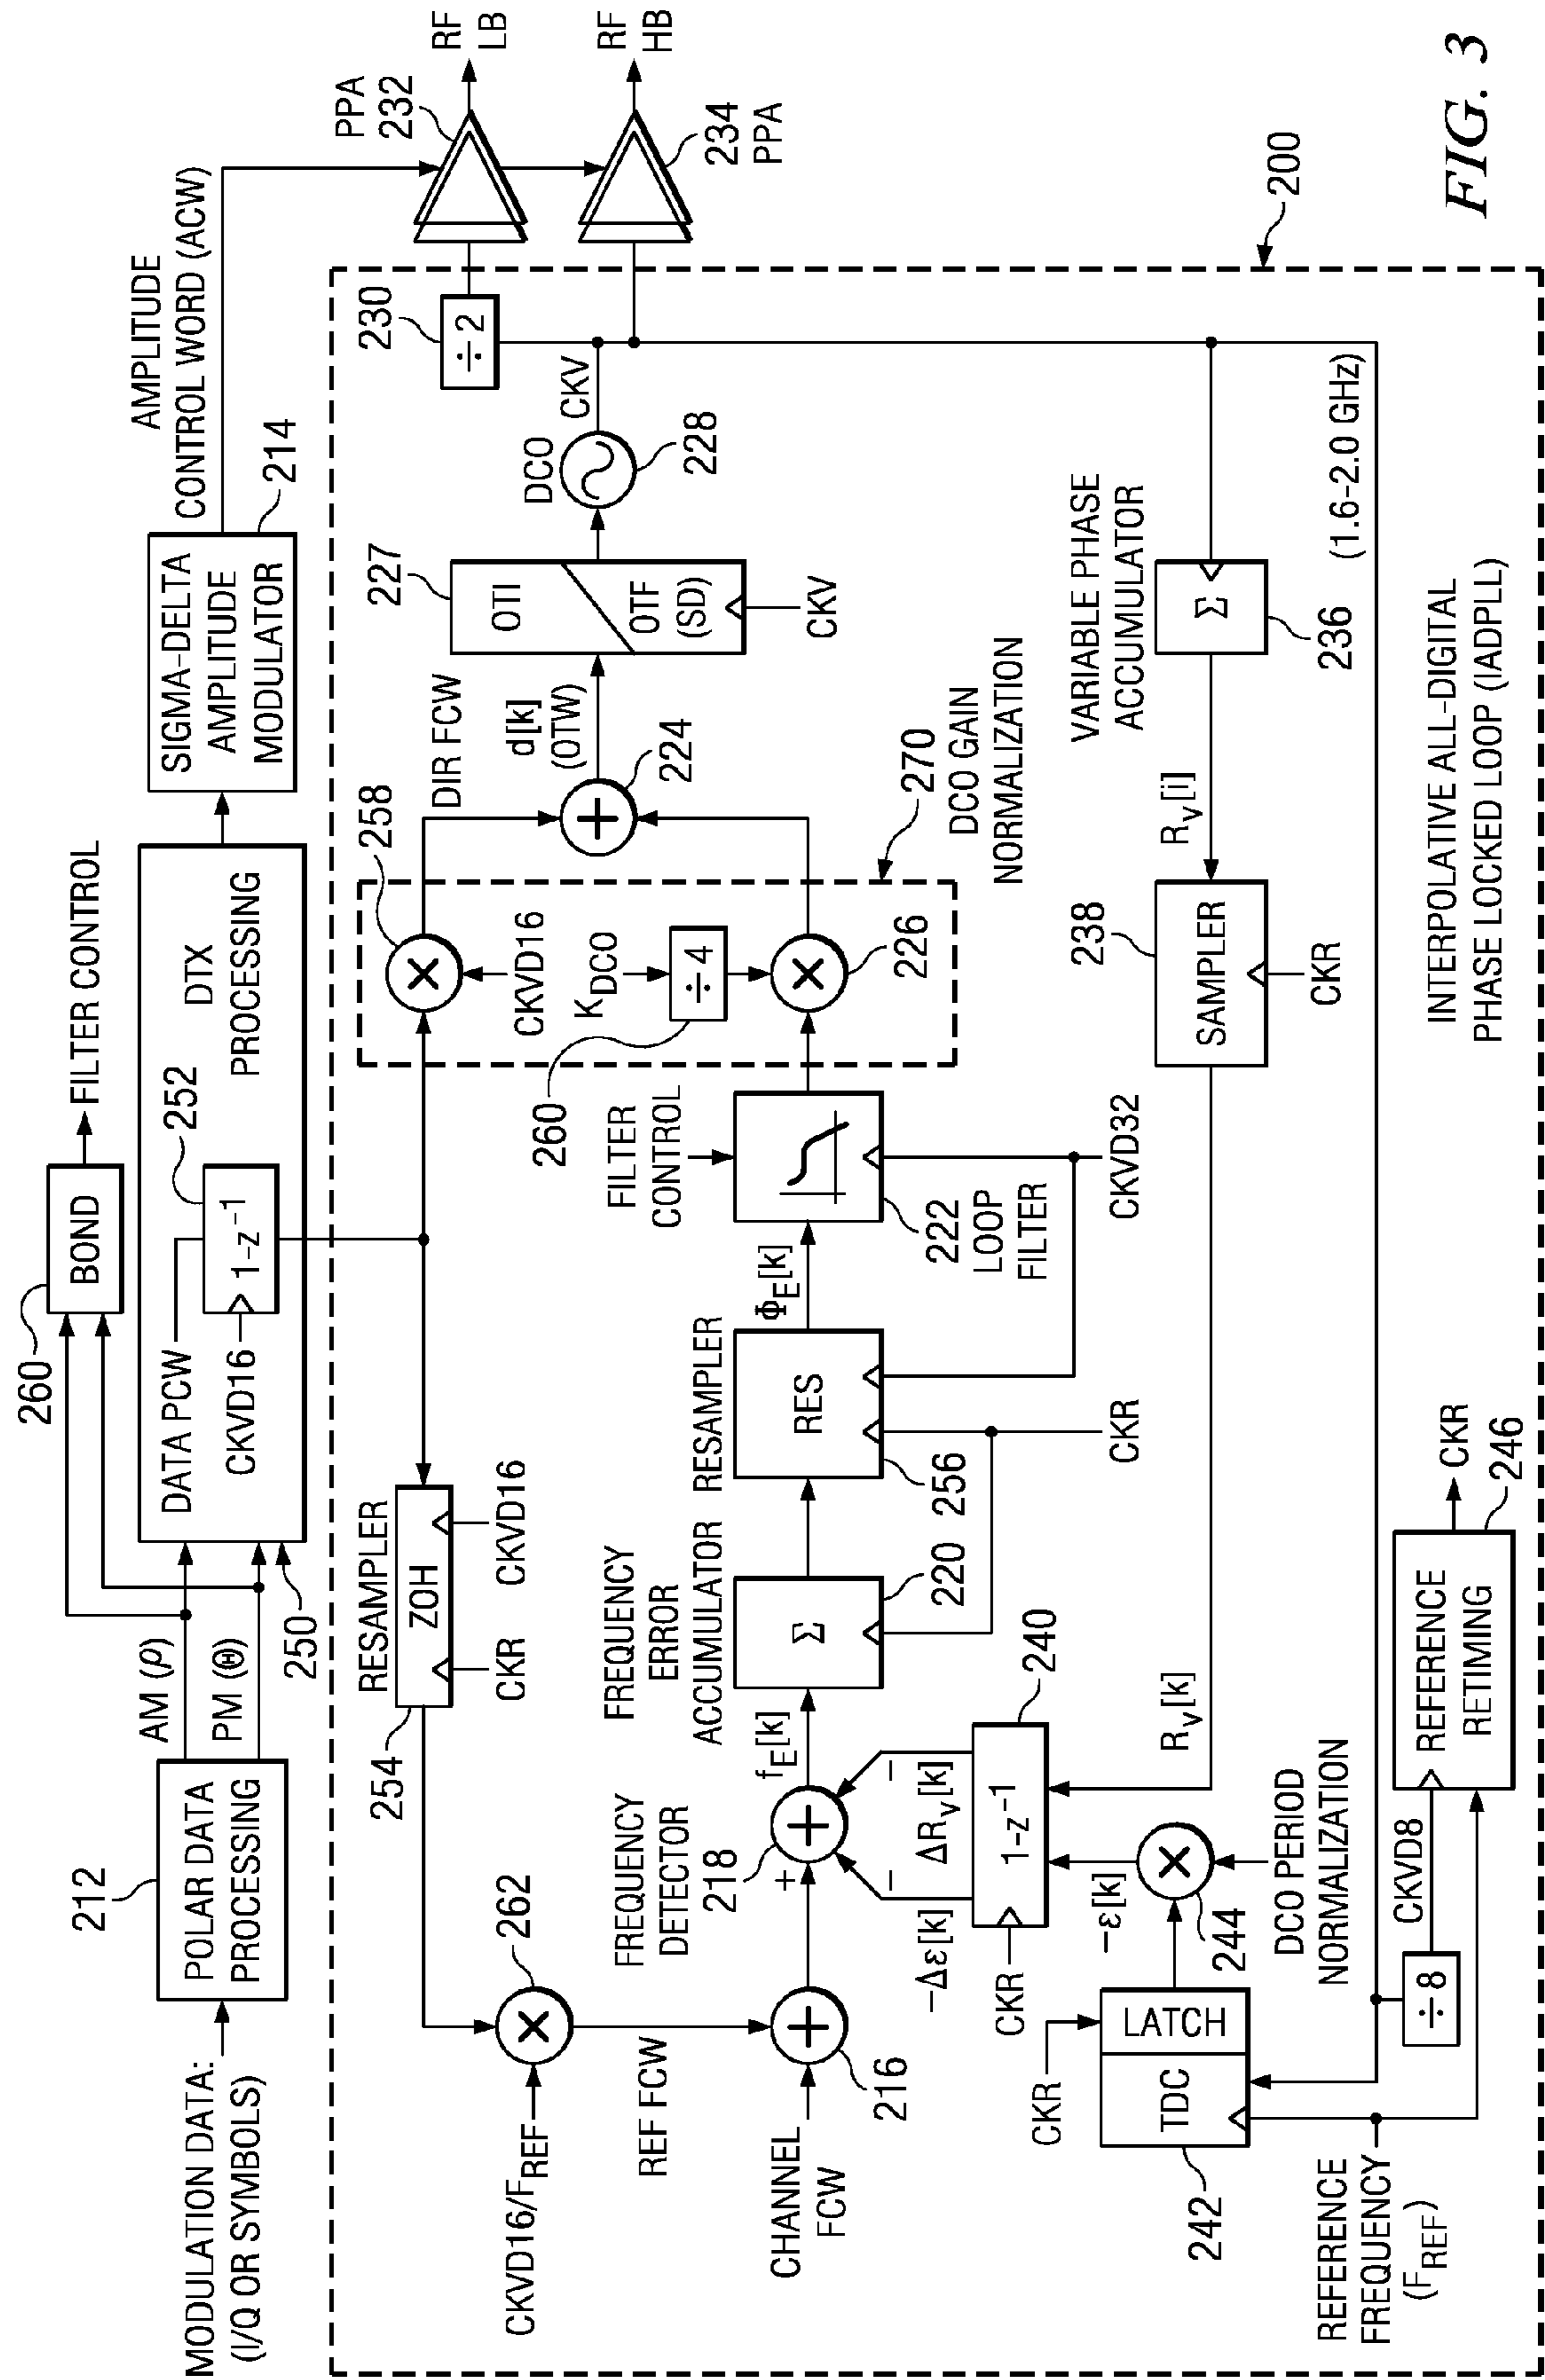 MODULATION DATA:
(I/Q OR SYMBOLS)
212
POLAR DATA
PROCESSING
AM (ρ)
PM (Θ)
250
260
BOND
FILTER CONTROL
DATA PCW
CKVD16
252
1-z⁻¹
DTX
PROCESSING
SIGMA-DELTA
AMPLITUDE
MODULATOR
214
AMPLITUDE
CONTROL WORD (ACW)
PPA
232
RF
LB
RF
HB
234
PPA
CKVD16/F_REF
262
REF FCW
254
RESAMPLER
ZOH
CKR
CKVD16
258
CKVD16
K_DCO
÷4
260
226
270
DCO GAIN
NORMALIZATION
DIR FCW
d[k]
(OTW)
224
227
OTI
OTF
(SD)
CKV
DCO
228
CKV
230
÷2
200
CHANNEL
FCW
216
FREQUENCY
DETECTOR
218
+
−
−
f_E[k]
FREQUENCY
ERROR
ACCUMULATOR
Σ
220
RESAMPLER
RES
256
CKR
Φ_E[k]
FILTER
CONTROL
222
LOOP
FILTER
CKVD32
-Δε[k]
ΔR_v[k]
CKR
1-z⁻¹
240
R_v[k]
238
SAMPLER
CKR
R_v[i]
VARIABLE PHASE
ACCUMULATOR
Σ
236
(1.6-2.0 GHz)
CKR
TDC
LATCH
242
-ε[k]
244
DCO PERIOD
NORMALIZATION
REFERENCE
FREQUENCY
(F_REF)
÷8
CKVD8
REFERENCE
RETIMING
CKR
246
INTERPOLATIVE ALL-DIGITAL
PHASE LOCKED LOOP (IADPLL)
FIG. 3